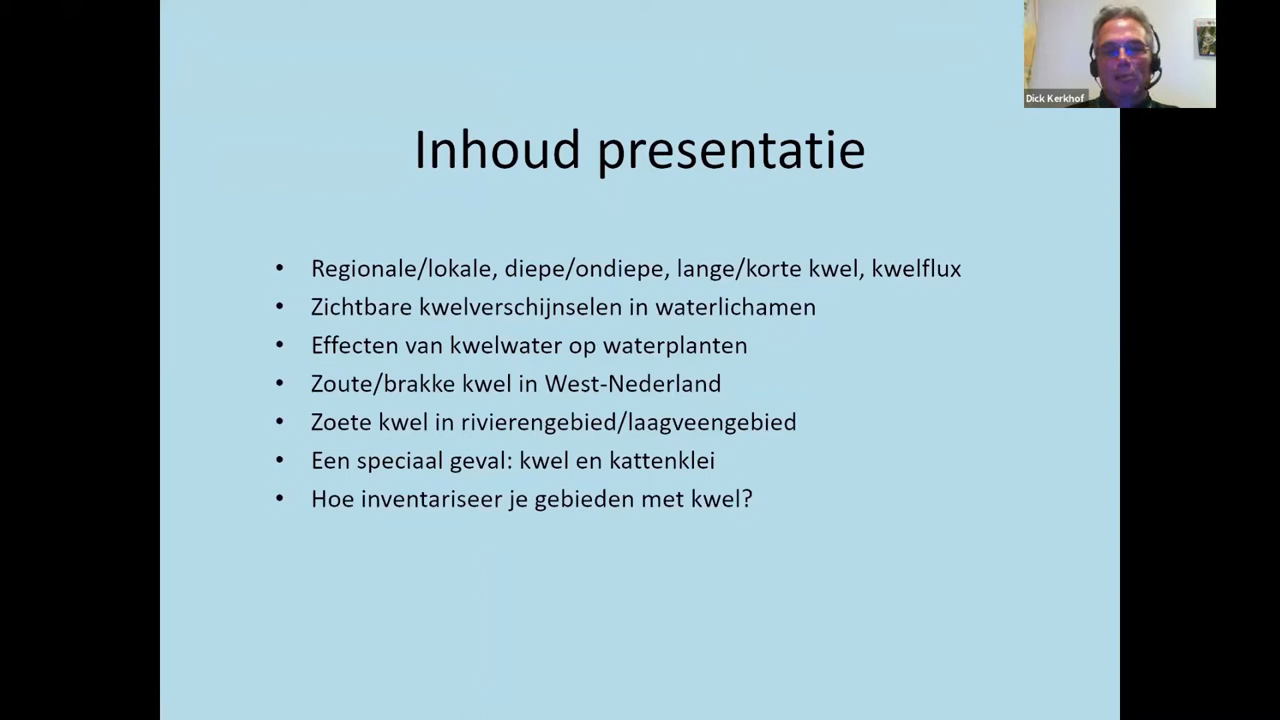 Dick Kerkhof
Inhoud presentatie
• Regionale/lokale, diepe/ondiepe, lange/korte kwel, kwelflux
• Zichtbare kwelverschijnselen in waterlichamen
• Effecten van kwelwater op waterplanten
• Zoute/brakke kwel in West-Nederland
• Zoete kwel in rivierengebied/laagveengebied
• Een speciaal geval: kwel en kattenklei
• Hoe inventariseer je gebieden met kwel?